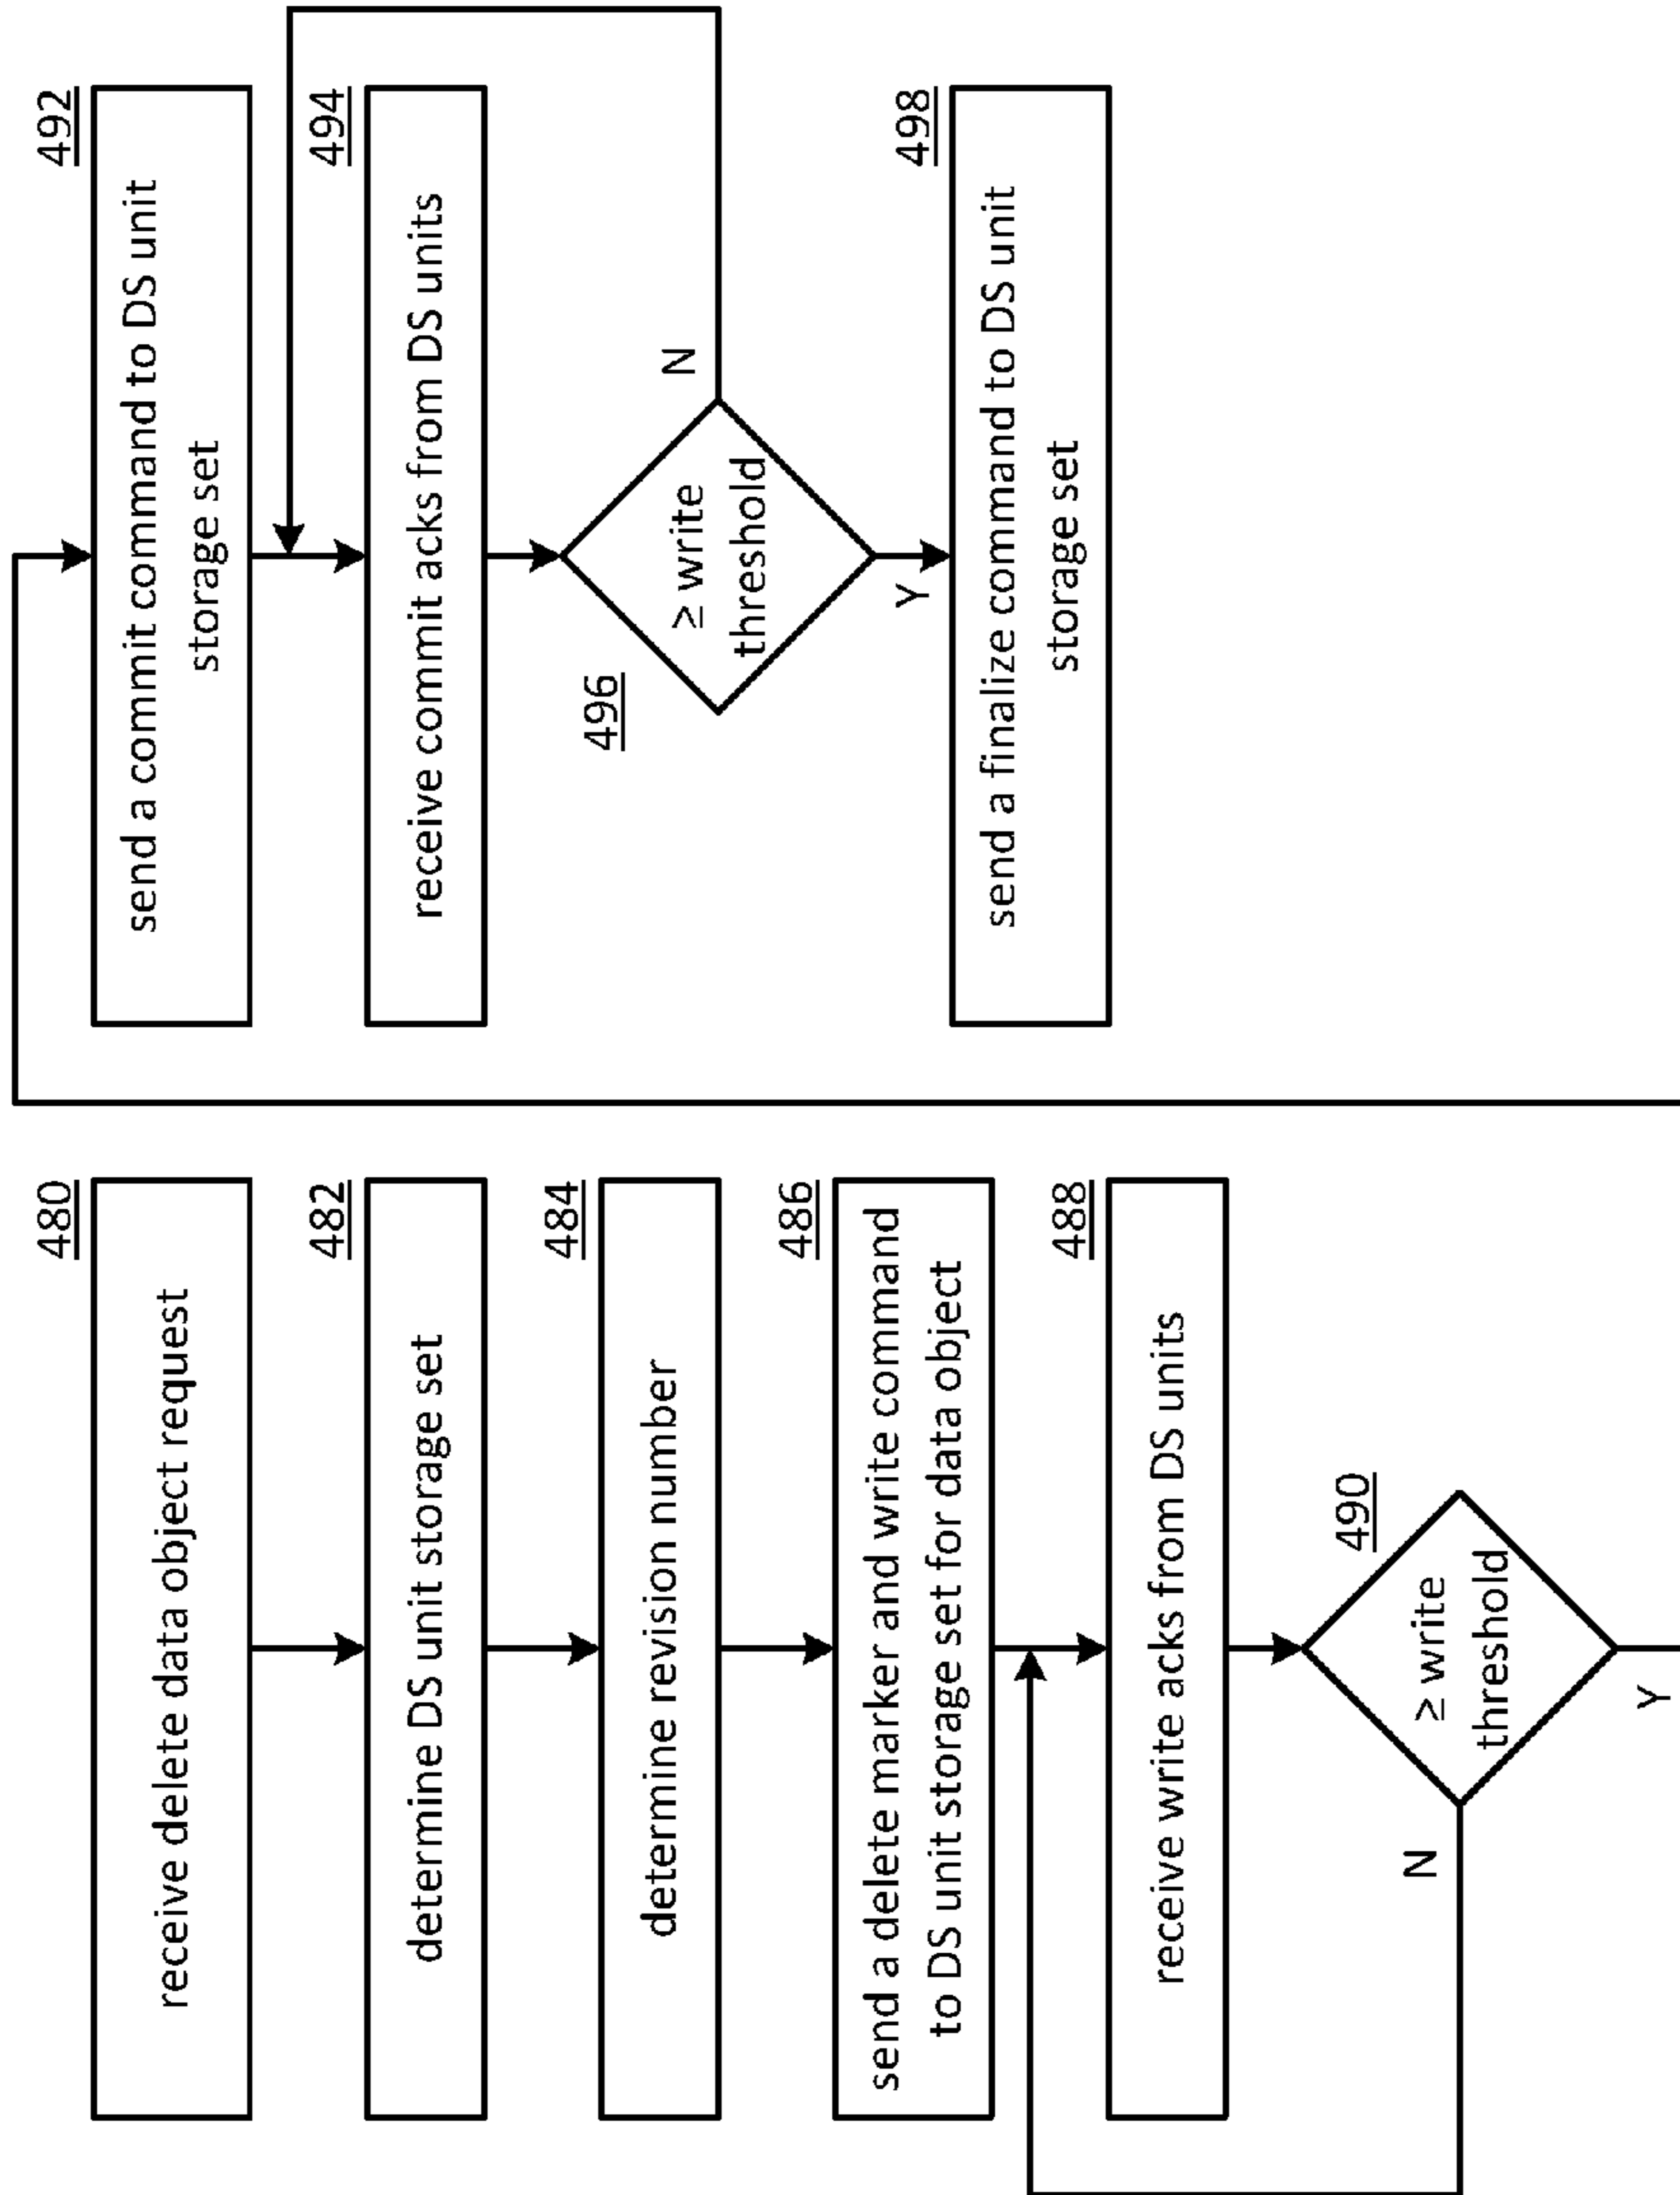 480
receive delete data object request
482
determine DS unit storage set
484
determine revision number
486
send a delete marker and write command
to DS unit storage set for data object
488
receive write acks from DS units
490
≥ write
threshold
N
Y
492
send a commit command to DS unit
storage set
494
receive commit acks from DS units
496
≥ write
threshold
N
Y
498
send a finalize command to DS unit
storage set